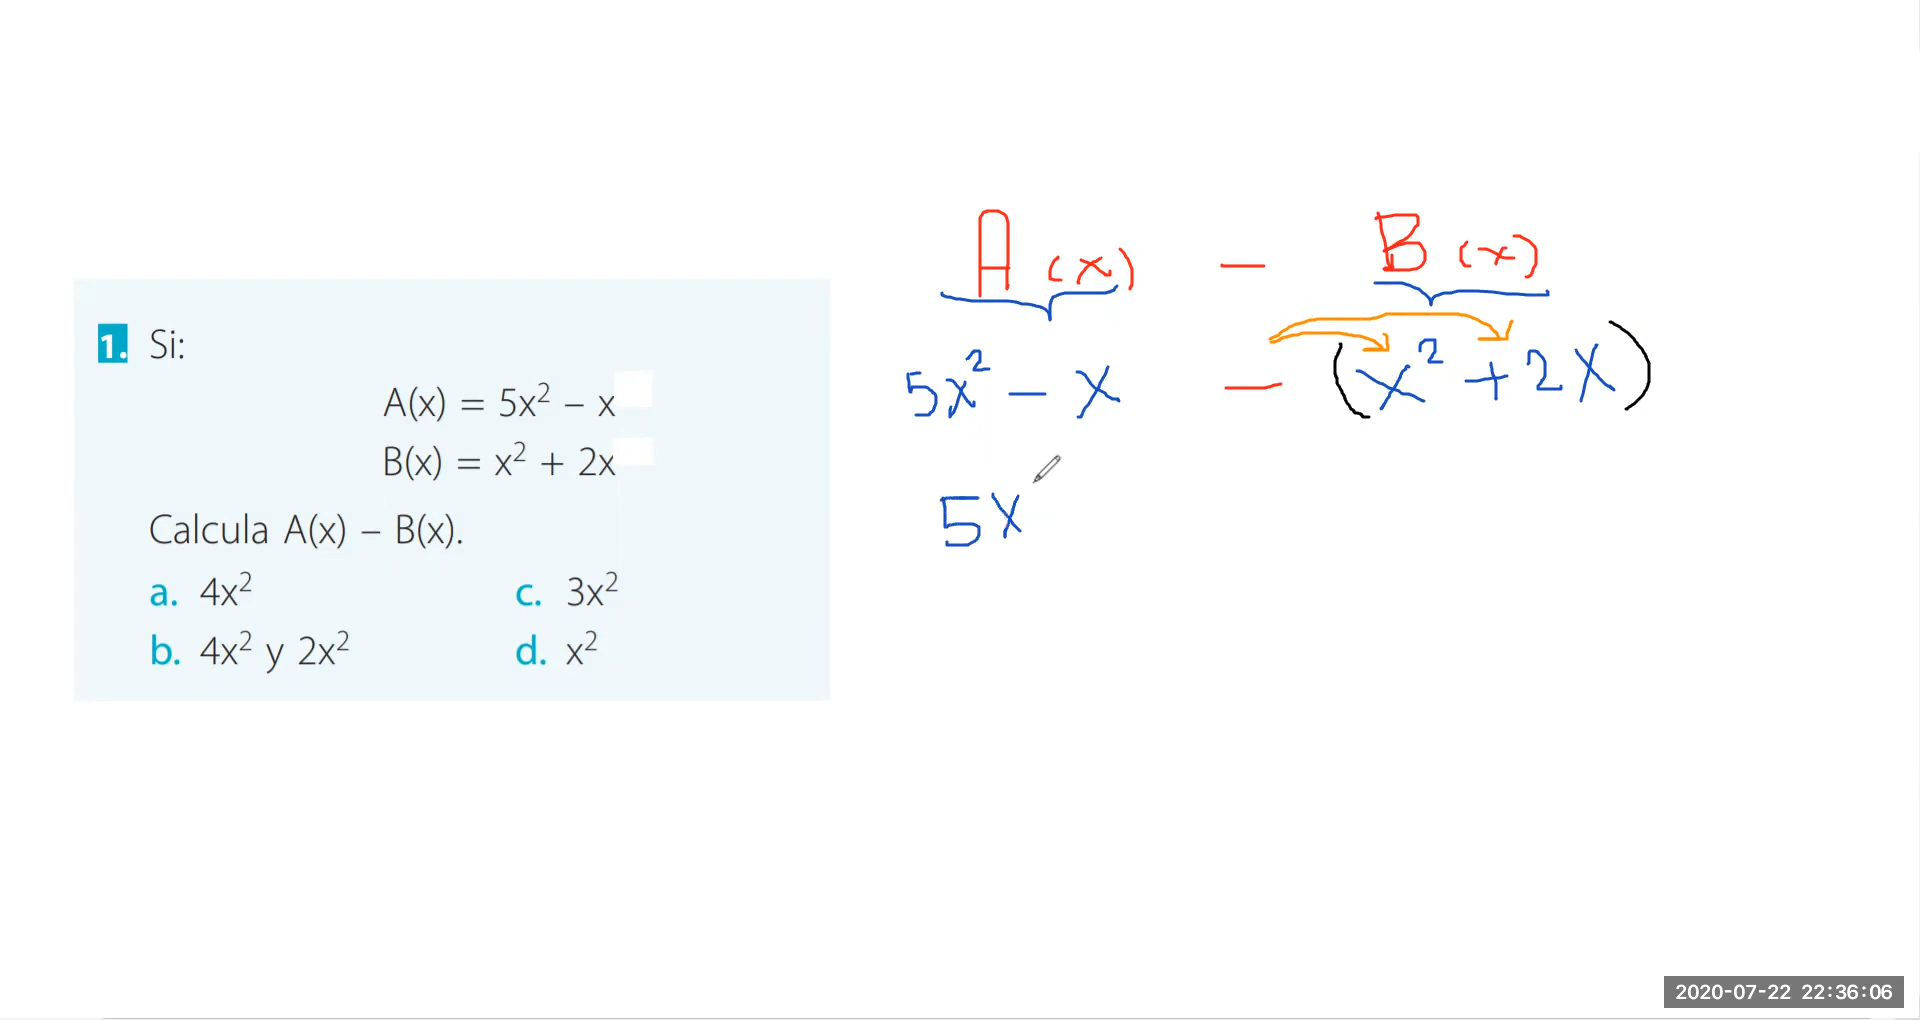 1. Si:
A(x) = 5x² – x
B(x) = x² + 2x
Calcula A(x) – B(x).
a. 4x²
c. 3x²
b. 4x² y 2x²
d. x²
A(x) − B(x)
5x² − x − (x² + 2x)
5x
2020-07-22 22:36:06